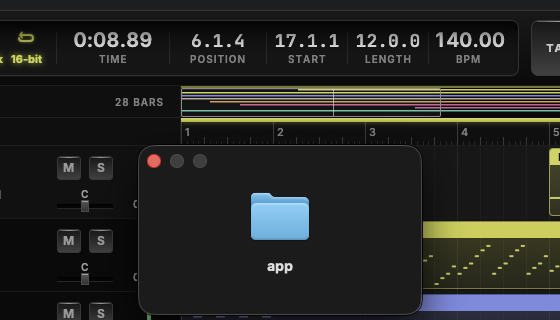 16-bit
0:08.89 6.1.4 17.1.1 12.0.0 140.00
TIME POSITION START LENGTH BPM
TA
28 BARS
1 2 3 4 5
M S
C
M S
C
M S
app